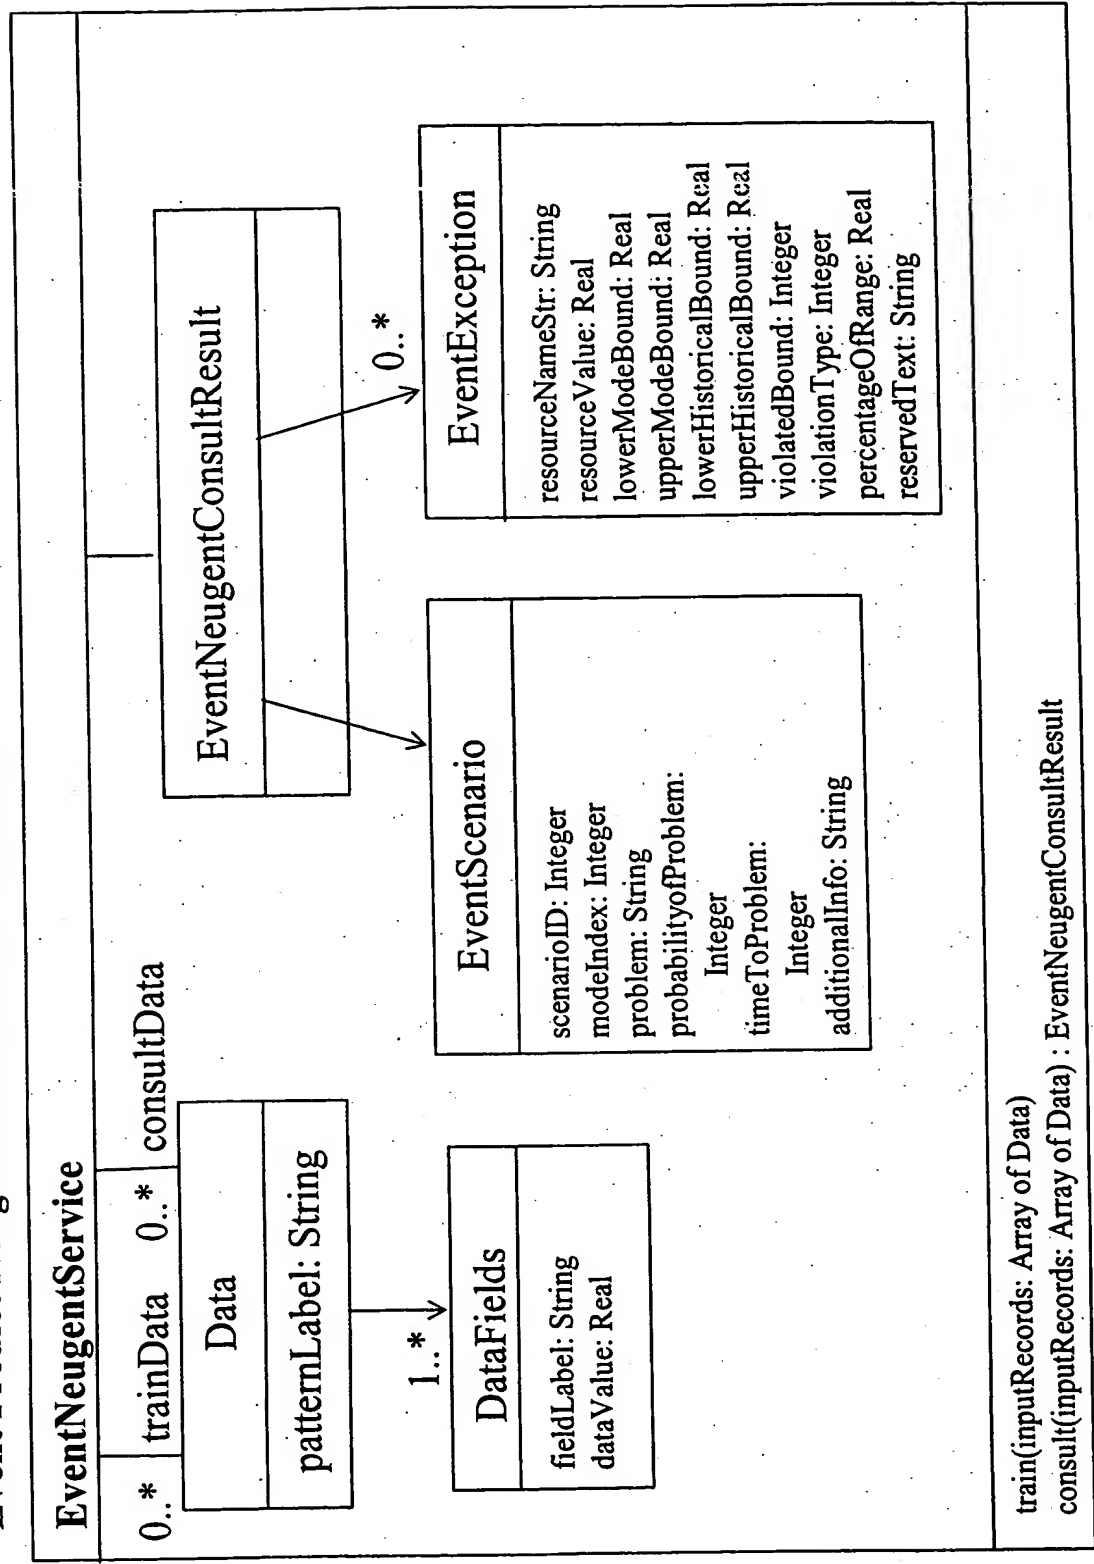 EventNeugentService
0..*
trainData
0..*
consultData
Data
patternLabel: String
1..*
DataFields
fieldLabel: String
dataValue: Real
EventNeugentConsultResult
0..*
EventScenario
scenarioID: Integer
modeIndex: Integer
problem: String
probabilityofProblem:
Integer
timeToProblem:
Integer
additionalInfo: String
EventException
resourceNameStr: String
resourceValue: Real
lowerModeBound: Real
upperModeBound: Real
lowerHistoricalBound: Real
upperHistoricalBound: Real
violatedBound: Integer
violationType: Integer
percentageOfRange: Real
reservedText: String
train(inputRecords: Array of Data)
consult(inputRecords: Array of Data) : EventNeugentConsultResult